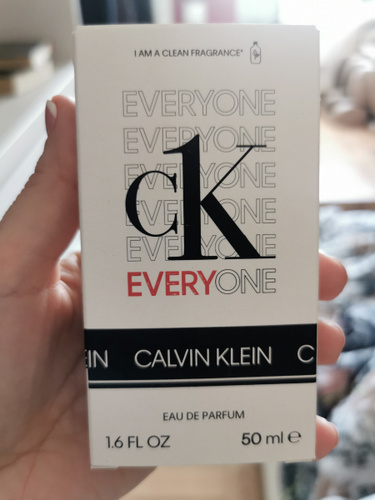 I AM A CLEAN FRAGRANCE*
EVERYONE
EVERYONE
EVERYONE
EVERYONE
EVERYONE
cK
EVERYONE
EIN CALVIN KLEIN C
EAU DE PARFUM
1.6 FL OZ 50 ml ℮